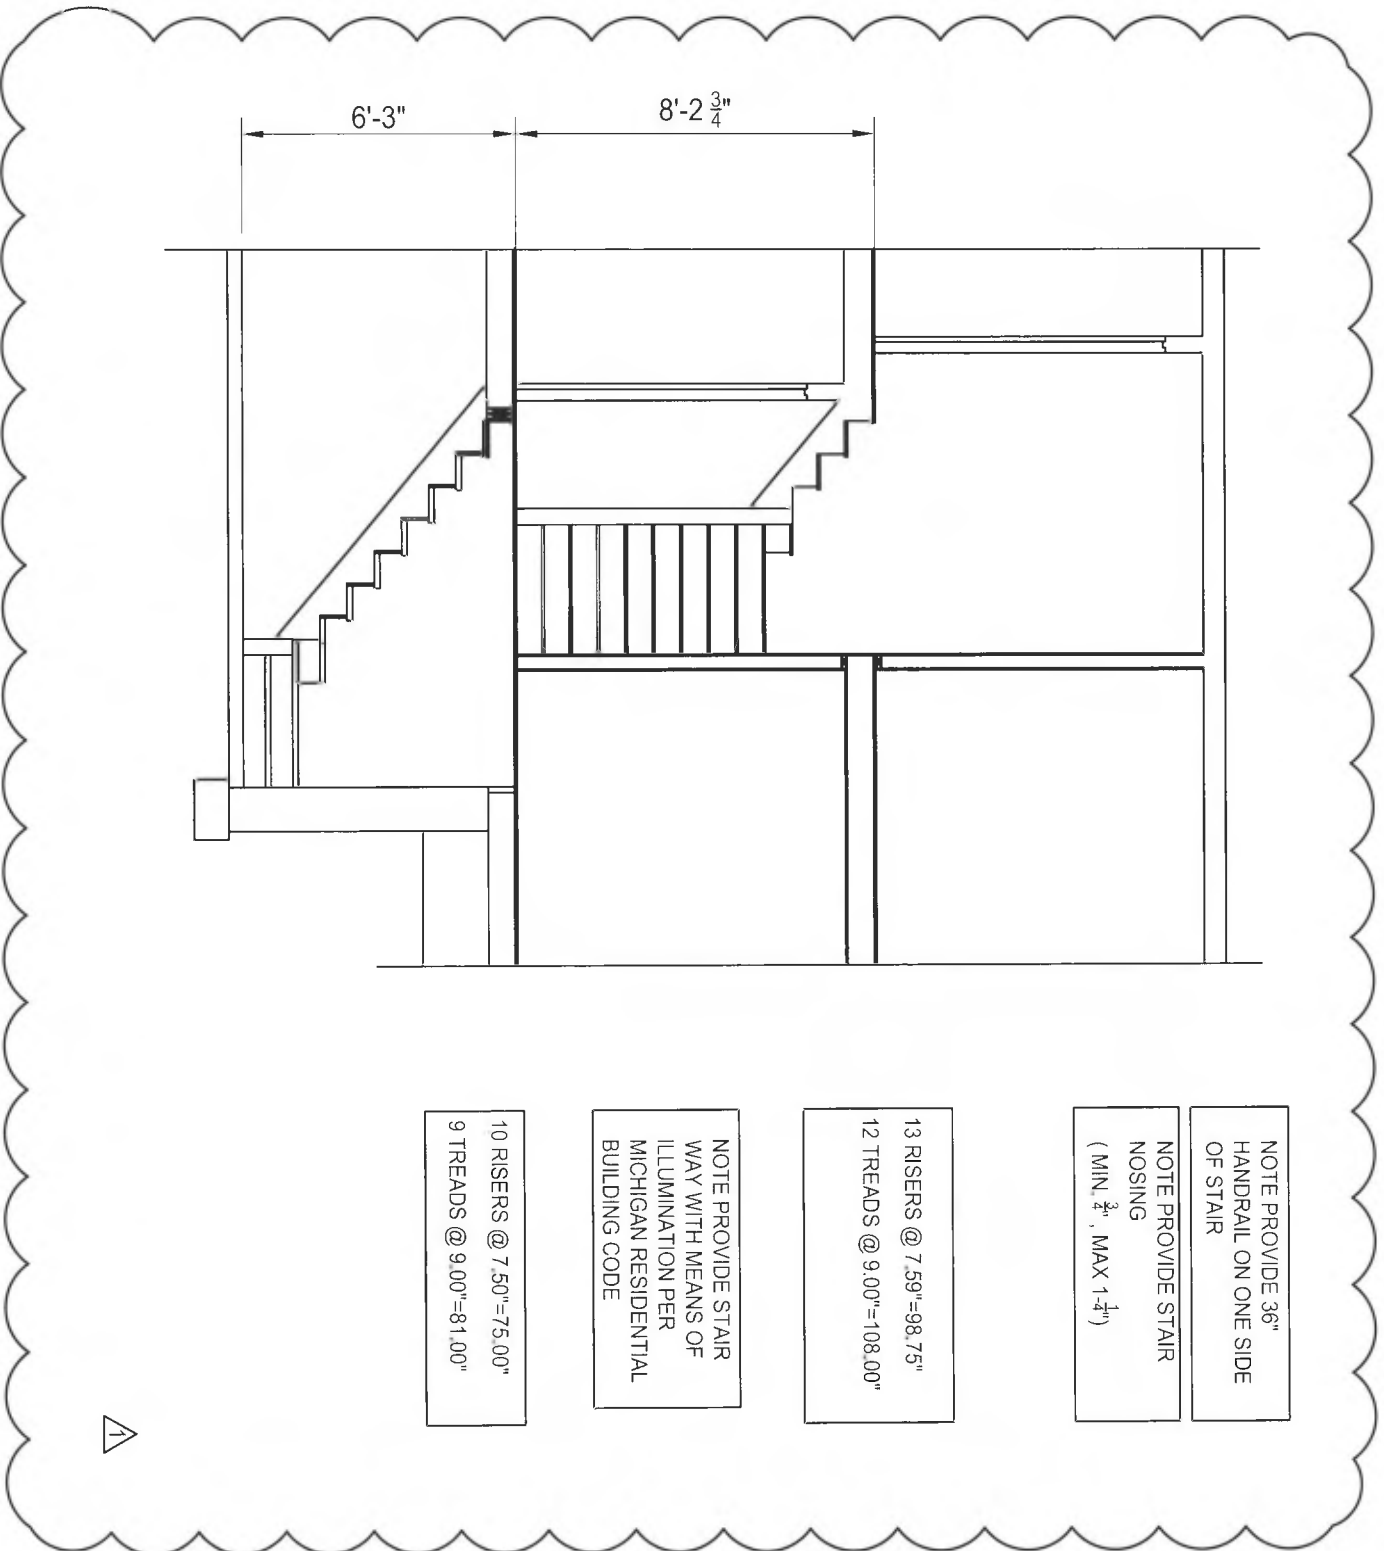 6'-3"
8'-2 3/4"
NOTE PROVIDE 36"
HANDRAIL ON ONE SIDE
OF STAIR
NOTE PROVIDE STAIR
NOSING
( MIN. 3/4" , MAX 1-1/4")
13 RISERS @ 7.59"=98.75"
12 TREADS @ 9.00"=108.00"
NOTE PROVIDE STAIR
WAY WITH MEANS OF
ILLUMINATION PER
MICHIGAN RESIDENTIAL
BUILDING CODE
10 RISERS @ 7.50"=75.00"
9 TREADS @ 9.00"=81.00"
1